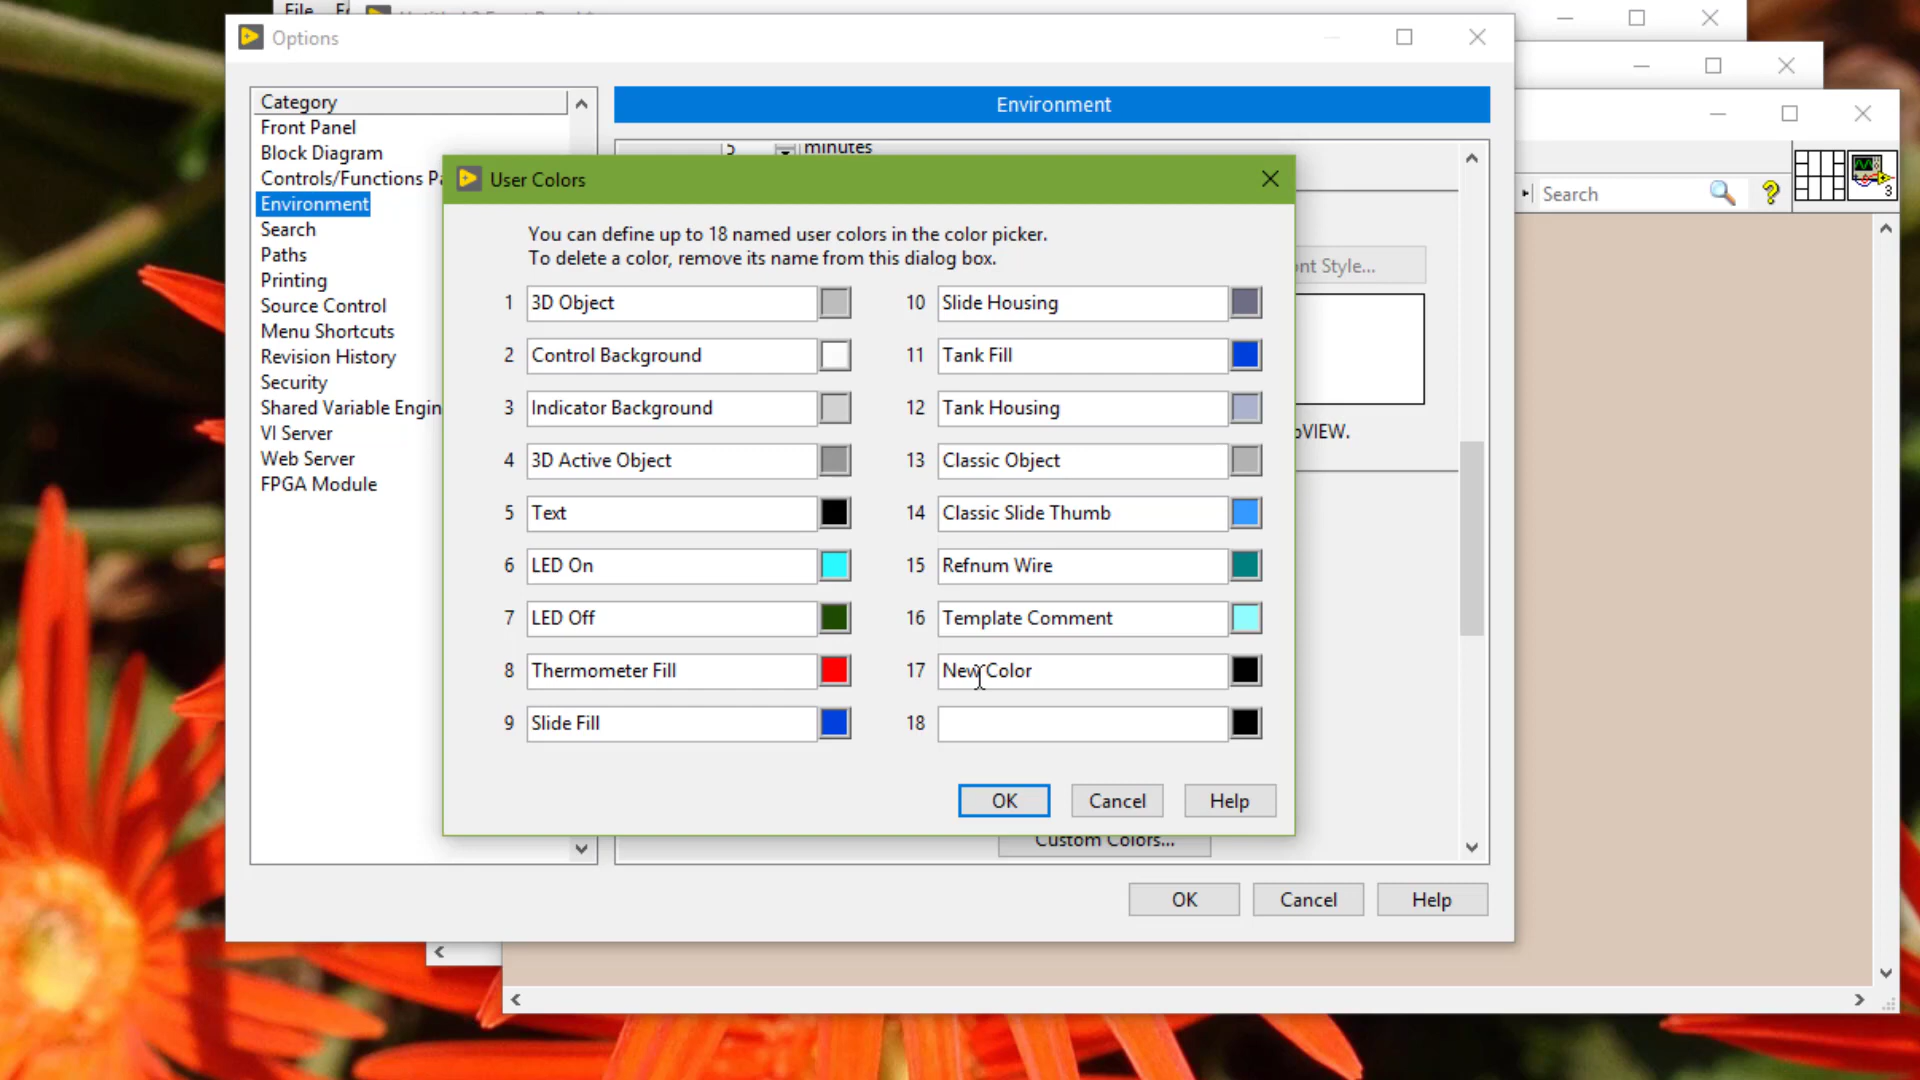 File
Options
Category
Front Panel
Block Diagram
Controls/Functions Pa
Environment
Search
Paths
Printing
Source Control
Menu Shortcuts
Revision History
Security
Shared Variable Engin
VI Server
Web Server
FPGA Module
Environment
5 minutes
User Colors
You can define up to 18 named user colors in the color picker.
To delete a color, remove its name from this dialog box.
1 3D Object
2 Control Background
3 Indicator Background
4 3D Active Object
5 Text
6 LED On
7 LED Off
8 Thermometer Fill
9 Slide Fill
10 Slide Housing
11 Tank Fill
12 Tank Housing
13 Classic Object
14 Classic Slide Thumb
15 Refnum Wire
16 Template Comment
17 New Color
18
OK Cancel Help
nt Style...
VIEW.
Custom Colors...
OK Cancel Help
Search
?
3